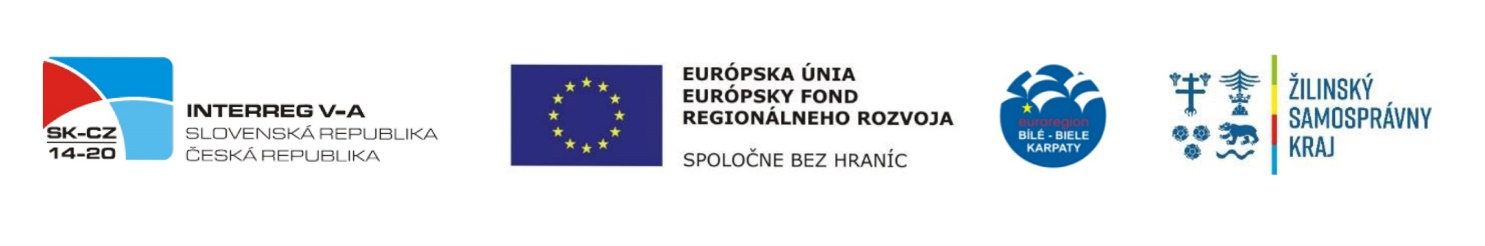 SK-CZ
14-20
INTERREG V-A
SLOVENSKÁ REPUBLIKA
ČESKÁ REPUBLIKA
EURÓPSKA ÚNIA
EURÓPSKY FOND
REGIONÁLNEHO ROZVOJA
SPOLOČNE BEZ HRANÍC
euroregion
BÍLÉ - BIELE
KARPATY
ŽILINSKÝ
SAMOSPRÁVNY
KRAJ